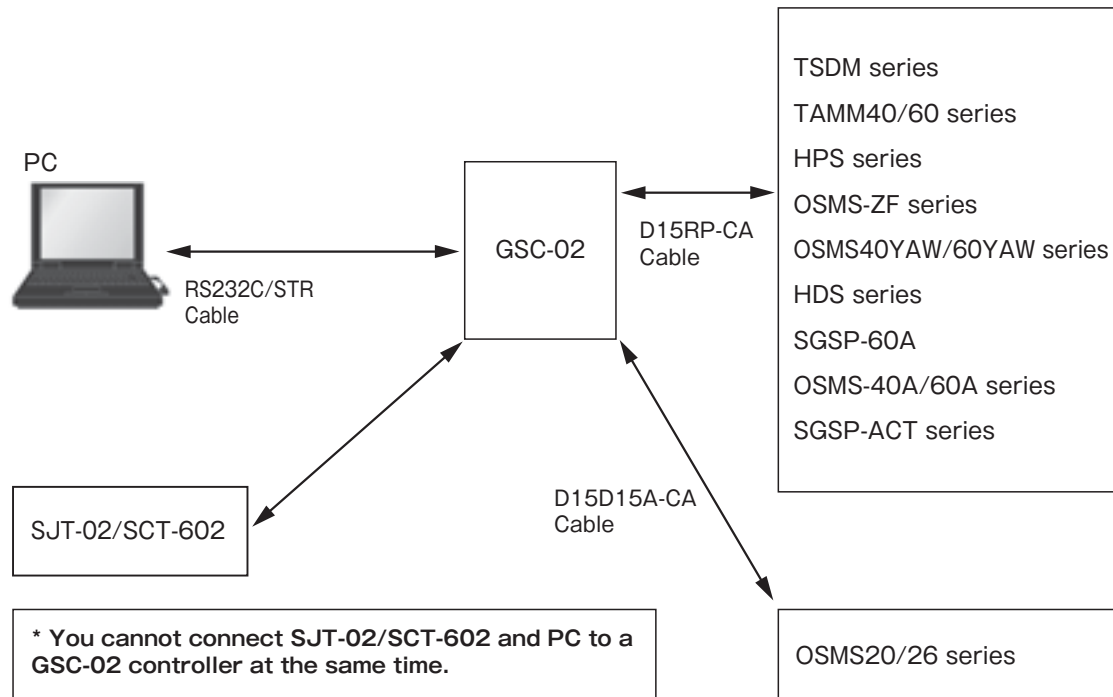 PC
RS232C/STR
Cable
GSC-02
D15RP-CA
Cable
TSDM series
TAMM40/60 series
HPS series
OSMS-ZF series
OSMS40YAW/60YAW series
HDS series
SGSP-60A
OSMS-40A/60A series
SGSP-ACT series
SJT-02/SCT-602
D15D15A-CA
Cable
* You cannot connect SJT-02/SCT-602 and PC to a
GSC-02 controller at the same time.
OSMS20/26 series